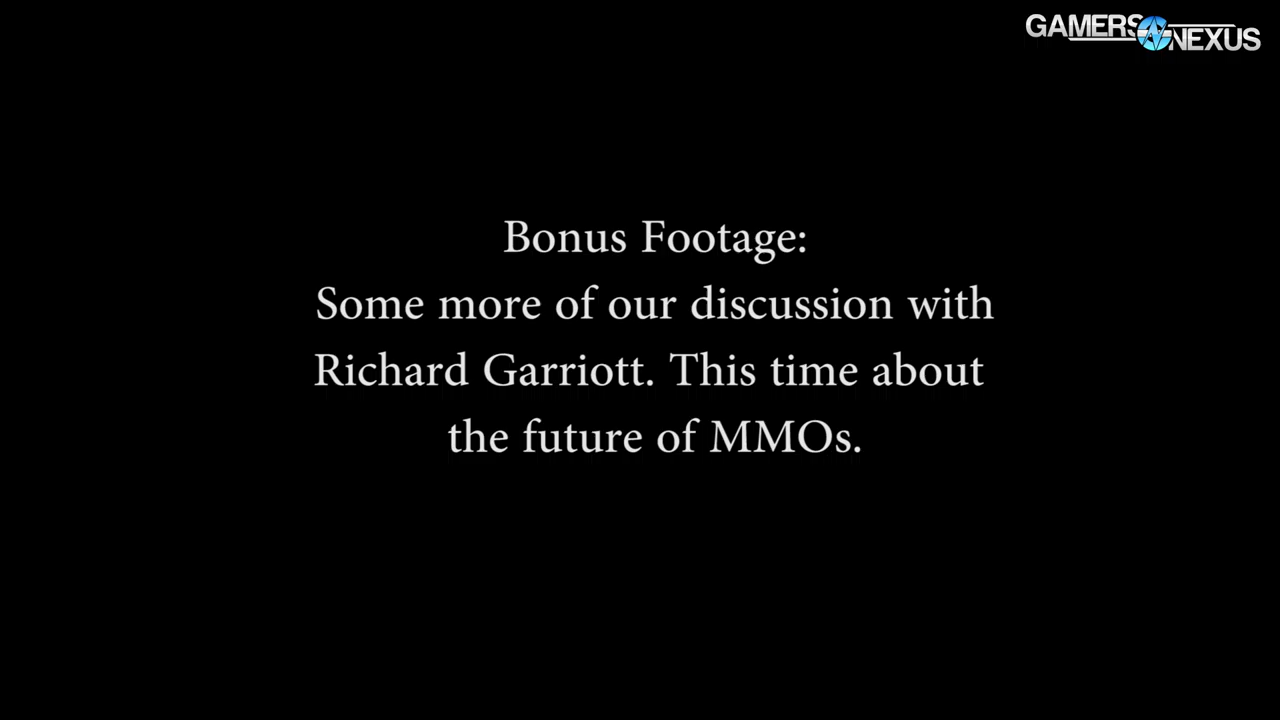 GAMERS NEXUS
Bonus Footage:
Some more of our discussion with
Richard Garriott. This time about
the future of MMOs.